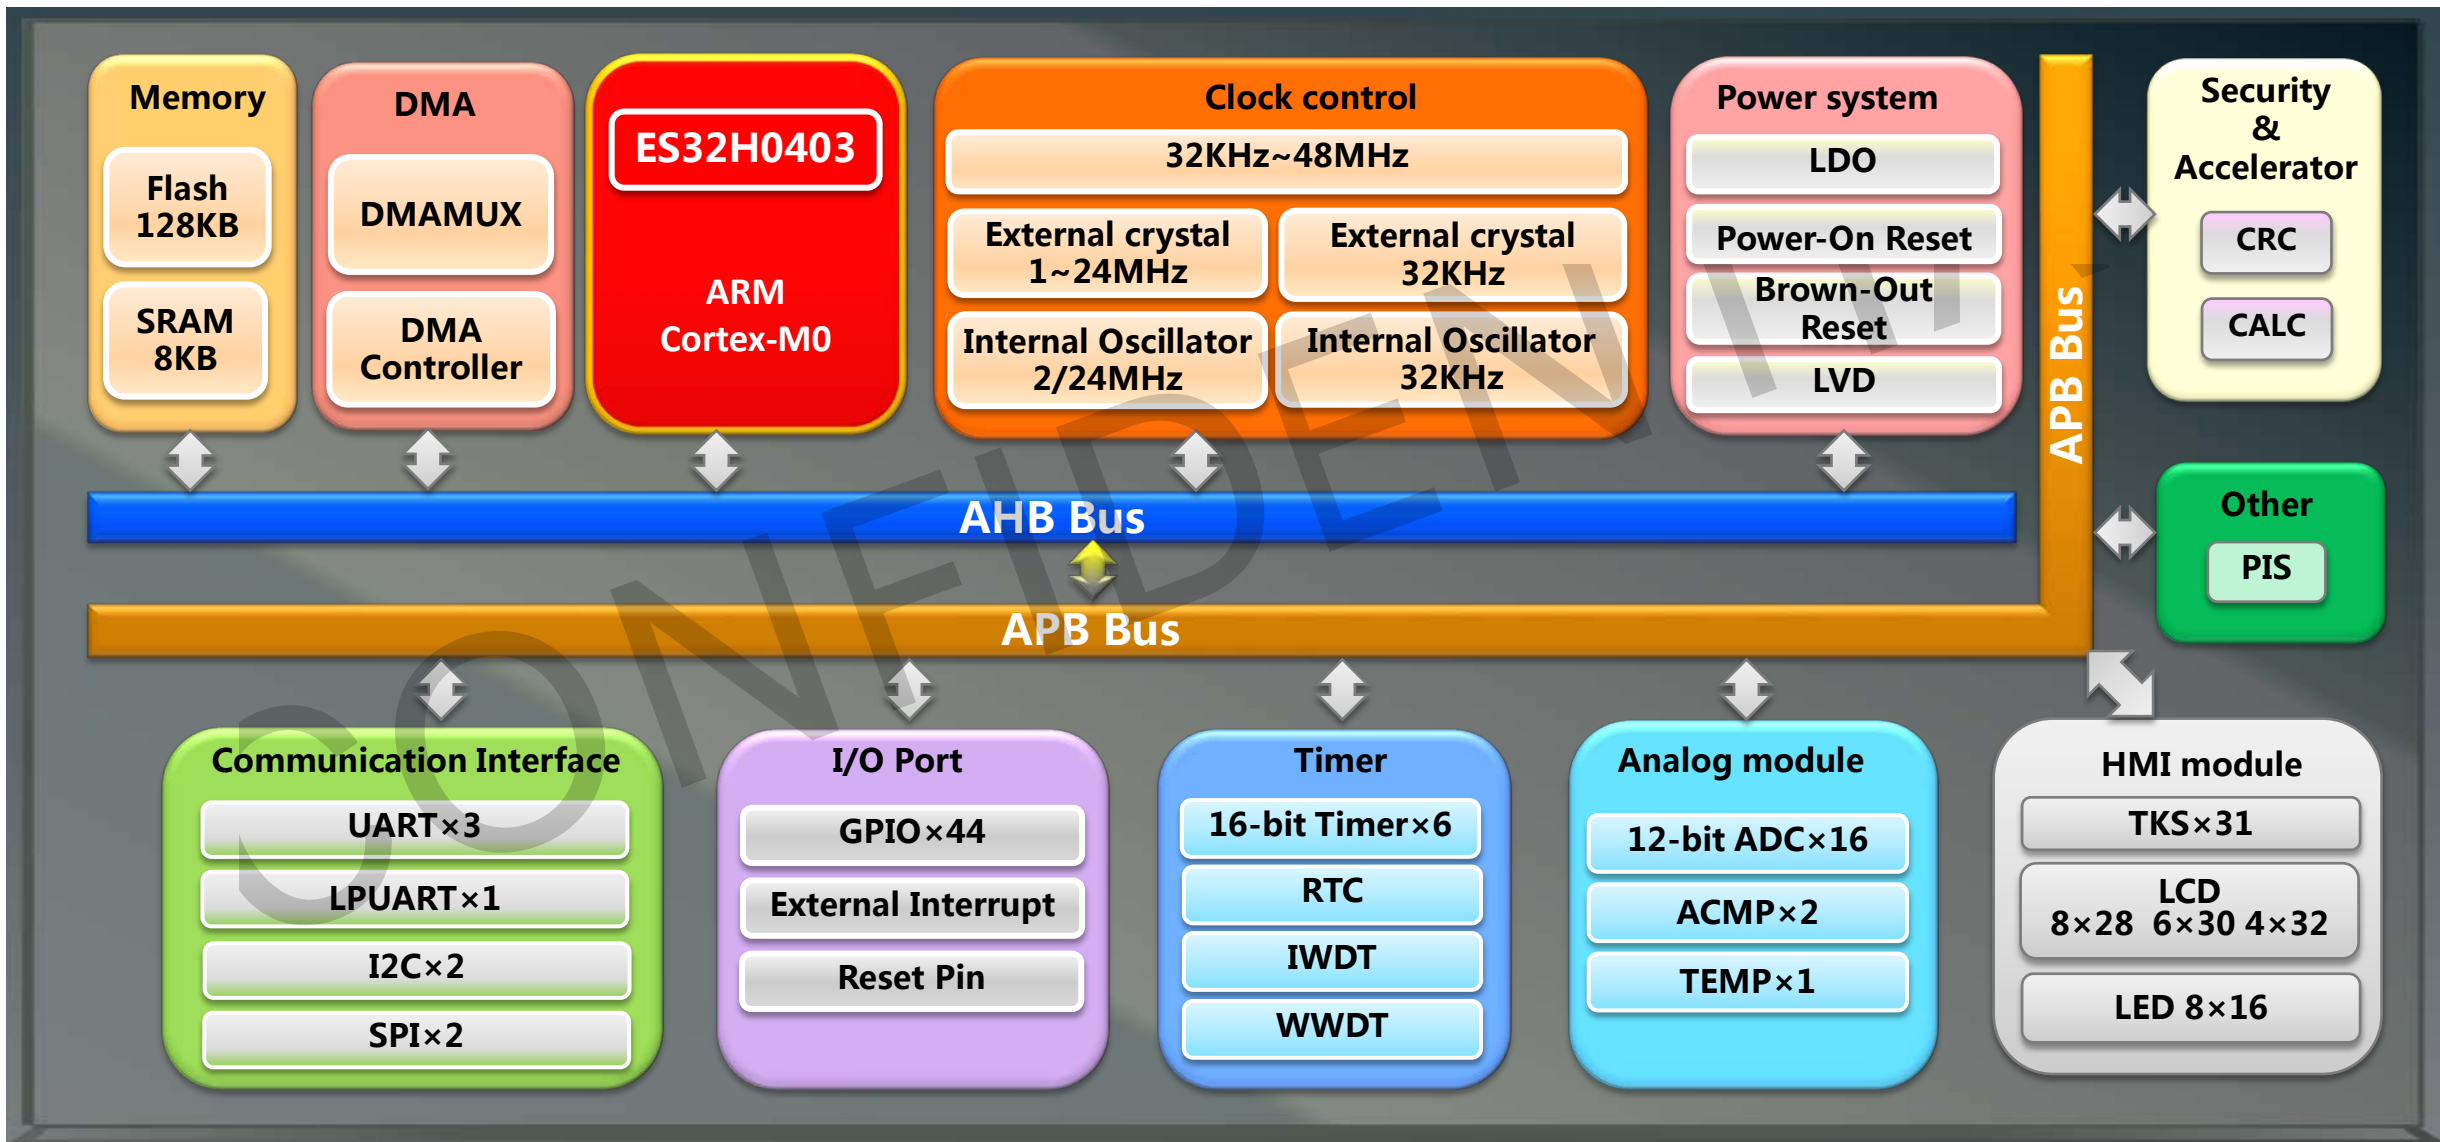 Memory
Flash
128KB
SRAM
8KB
DMA
DMAMUX
DMA
Controller
ES32H0403
ARM
Cortex-M0
Clock control
32KHz~48MHz
External crystal
1~24MHz
External crystal
32KHz
Internal Oscillator
2/24MHz
Internal Oscillator
32KHz
Power system
LDO
Power-On Reset
Brown-Out
Reset
LVD
APB Bus
Security
&
Accelerator
CRC
CALC
AHB Bus
Other
PIS
APB Bus
Communication Interface
UART×3
LPUART×1
I2C×2
SPI×2
I/O Port
GPIO×44
External Interrupt
Reset Pin
Timer
16-bit Timer×6
RTC
IWDT
WWDT
Analog module
12-bit ADC×16
ACMP×2
TEMP×1
HMI module
TKS×31
LCD
8×28 6×30 4×32
LED 8×16